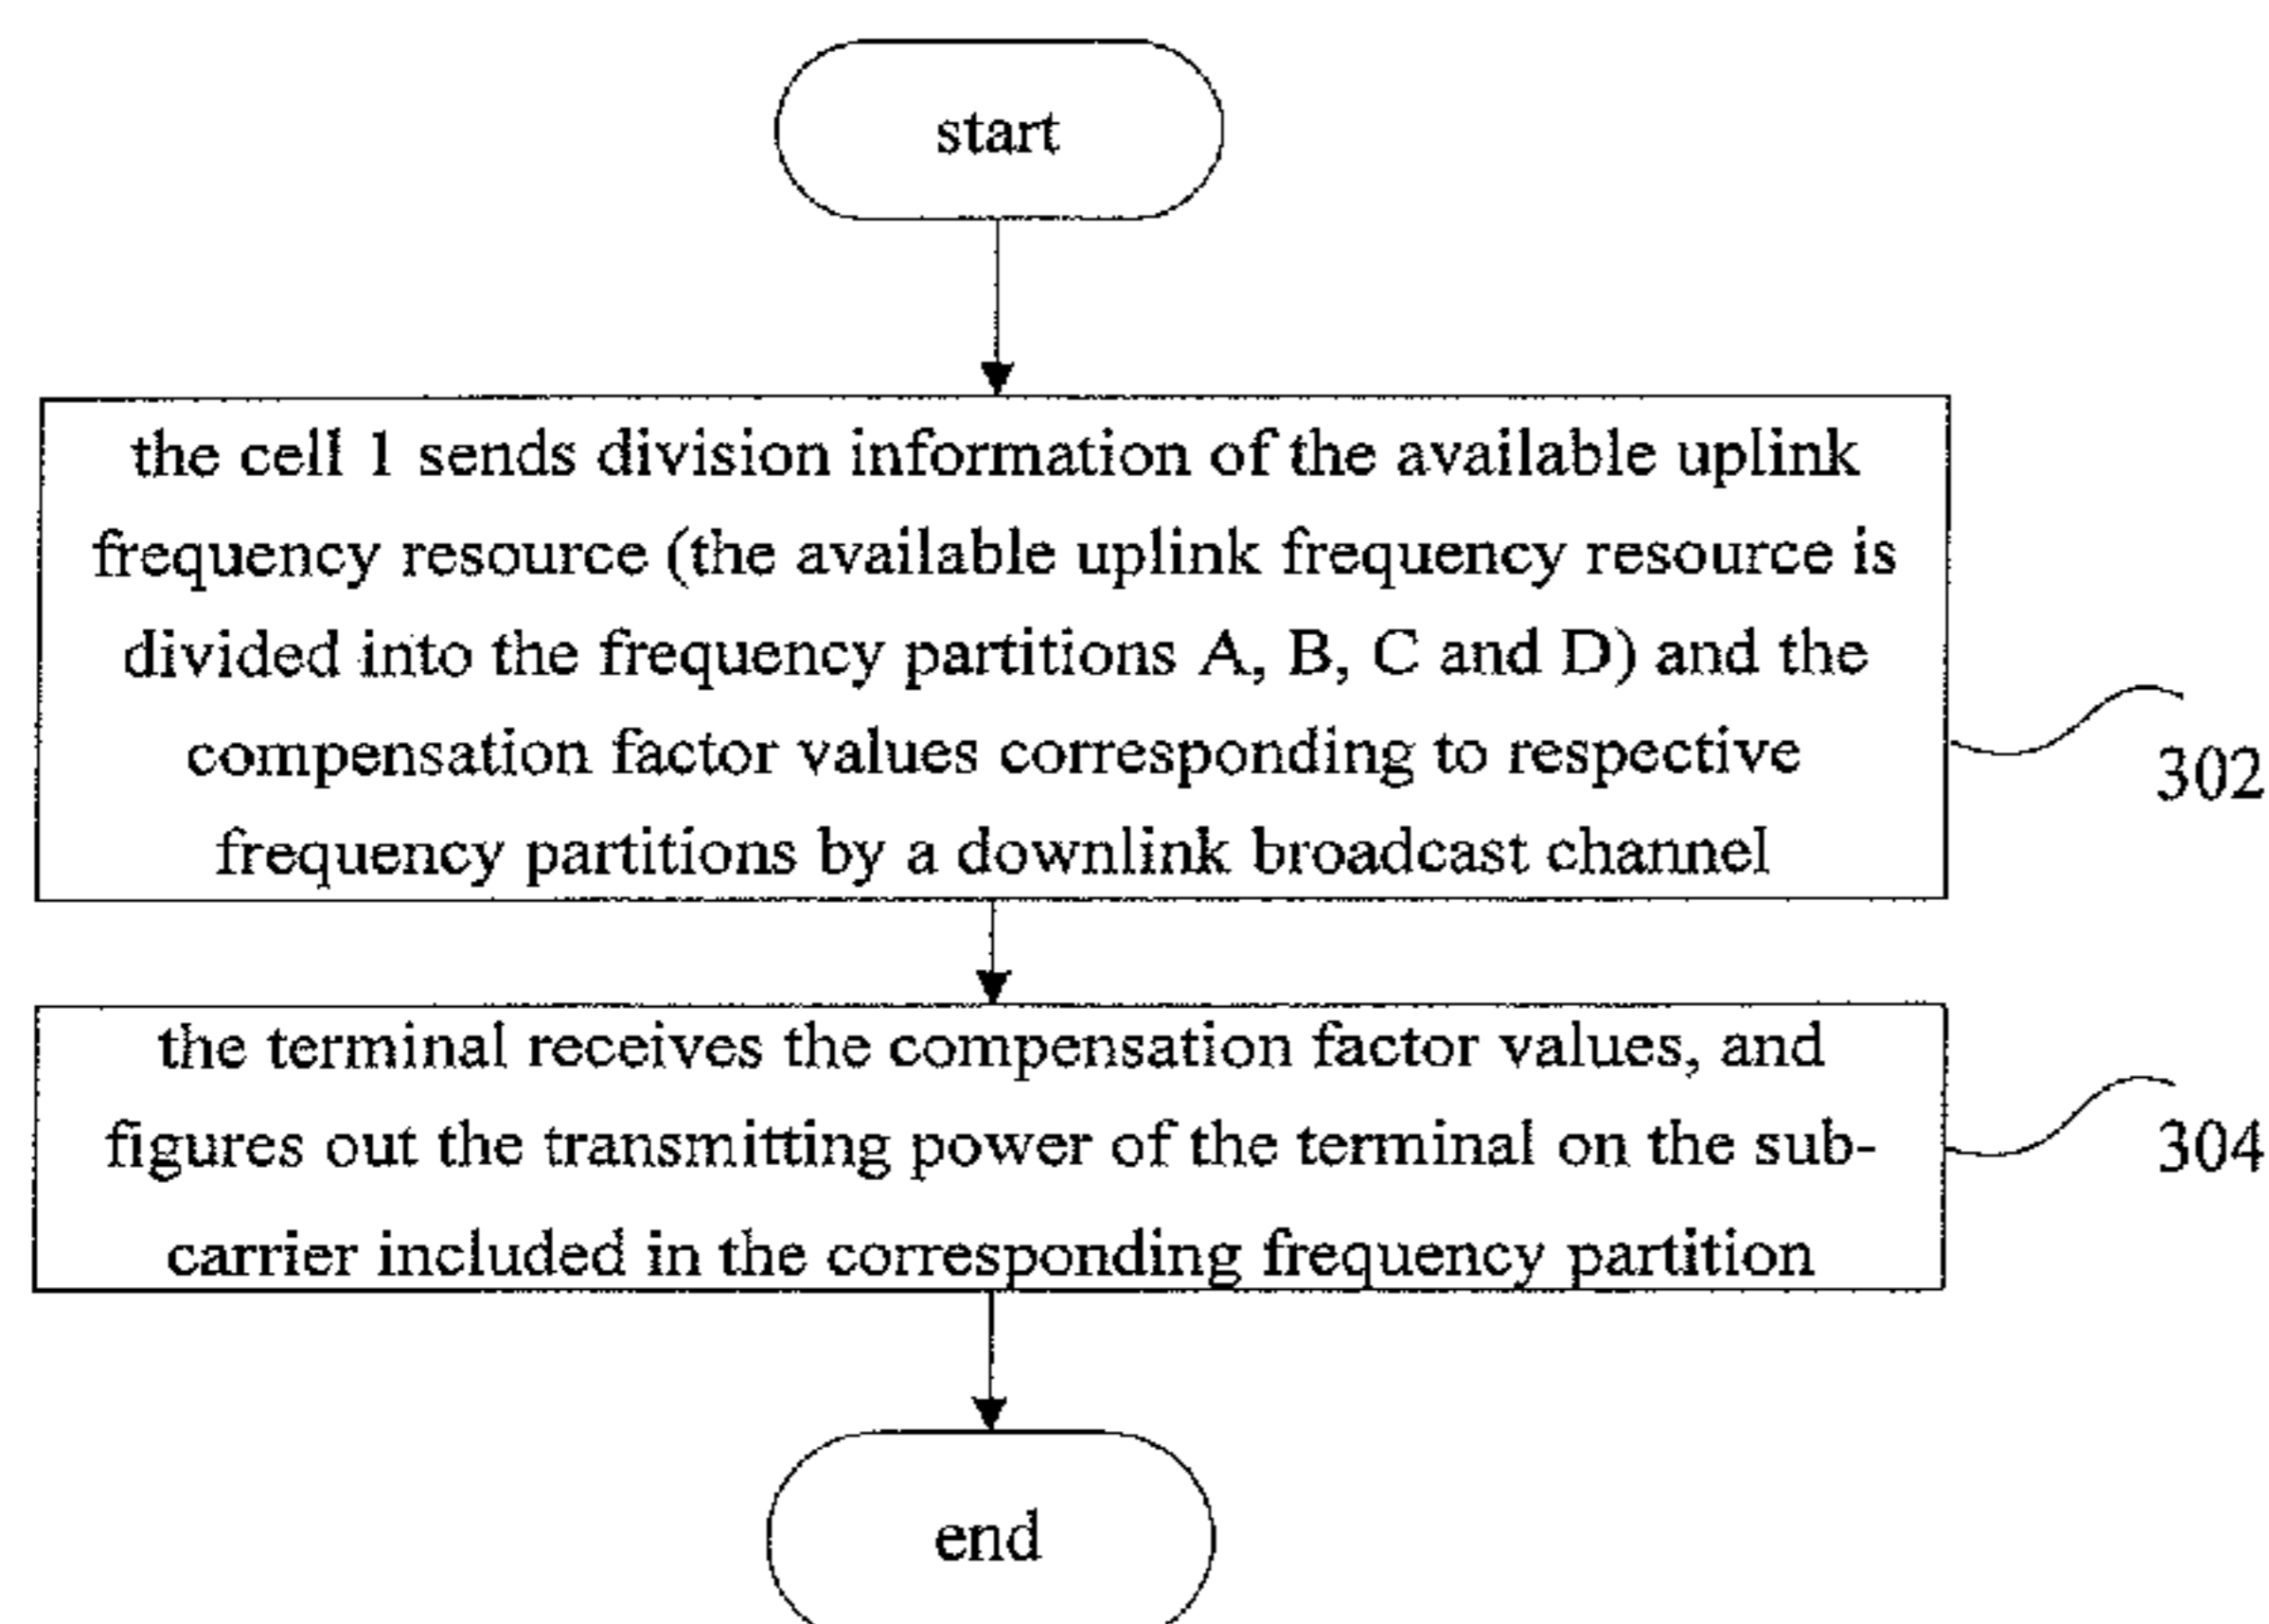 start
the cell 1 sends division information of the available uplink
frequency resource (the available uplink frequency resource is
divided into the frequency partitions A, B, C and D) and the
compensation factor values corresponding to respective
frequency partitions by a downlink broadcast channel
302
the terminal receives the compensation factor values, and
figures out the transmitting power of the terminal on the sub-
carrier included in the corresponding frequency partition
304
end